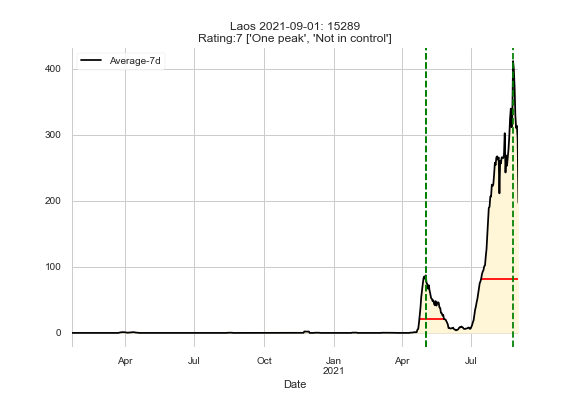 Laos 2021-09-01: 15289
Rating:7 ['One peak', 'Not in control']
Average-7d
400
300
200
100
0
Apr Jul Oct Jan Apr Jul
2021
Date